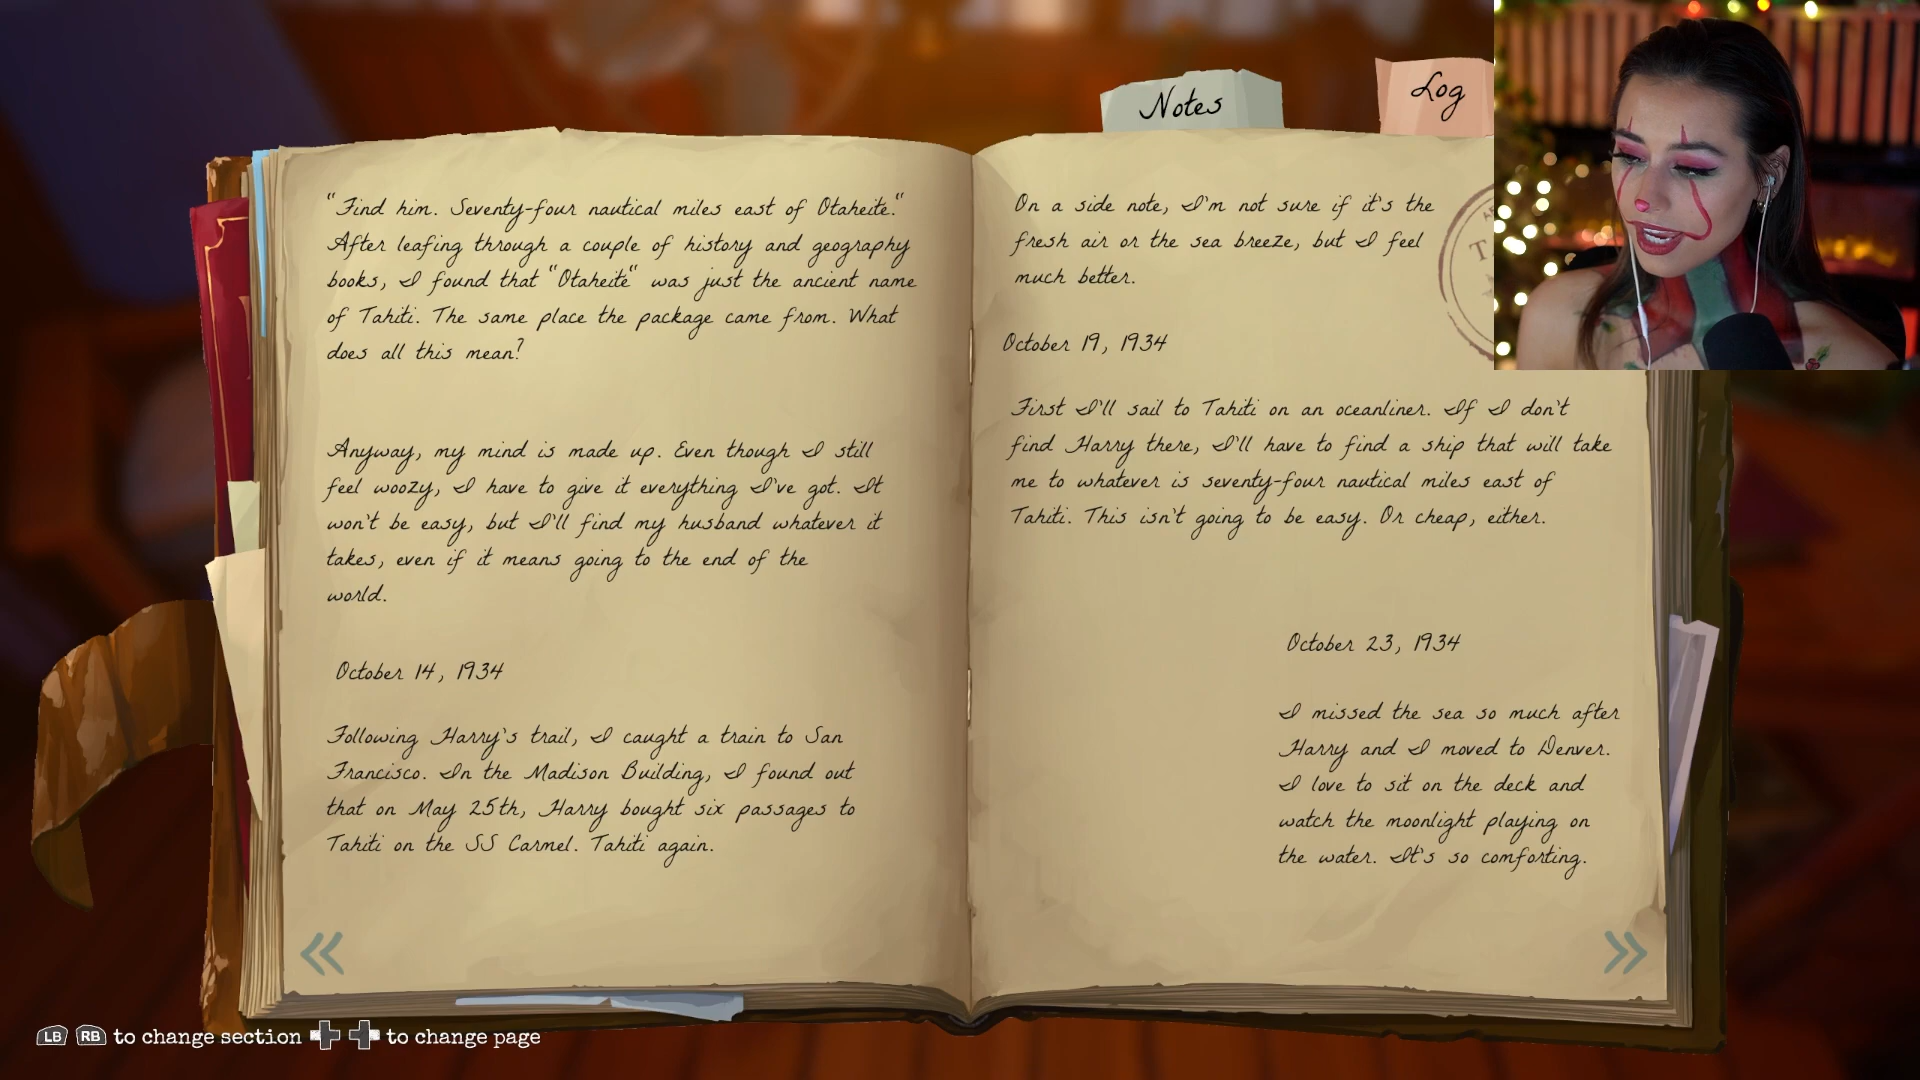 Notes
Log
"Find him. Seventy-four nautical miles east of Otaheite."
After leafing through a couple of history and geography
books, I found that "Otaheite" was just the ancient name
of Tahiti. The same place the package came from. What
does all this mean?
Anyway, my mind is made up. Even though I still
feel woozy, I have to give it everything I've got. It
won't be easy, but I'll find my husband whatever it
takes, even if it means going to the end of the
world.
October 14, 1934
Following Harry's trail, I caught a train to San
Francisco. In the Madison Building, I found out
that on May 25th, Harry bought six passages to
Tahiti on the SS Carmel. Tahiti again.
On a side note, I'm not sure if it's the
fresh air or the sea breeze, but I feel
much better.
October 19, 1934
First I'll sail to Tahiti on an oceanliner. If I don't
find Harry there, I'll have to find a ship that will take
me to whatever is seventy-four nautical miles east of
Tahiti. This isn't going to be easy. Or cheap, either.
October 23, 1934
I missed the sea so much after
Harry and I moved to Denver.
I love to sit on the deck and
watch the moonlight playing on
the water. It's so comforting.
LB RB to change section to change page